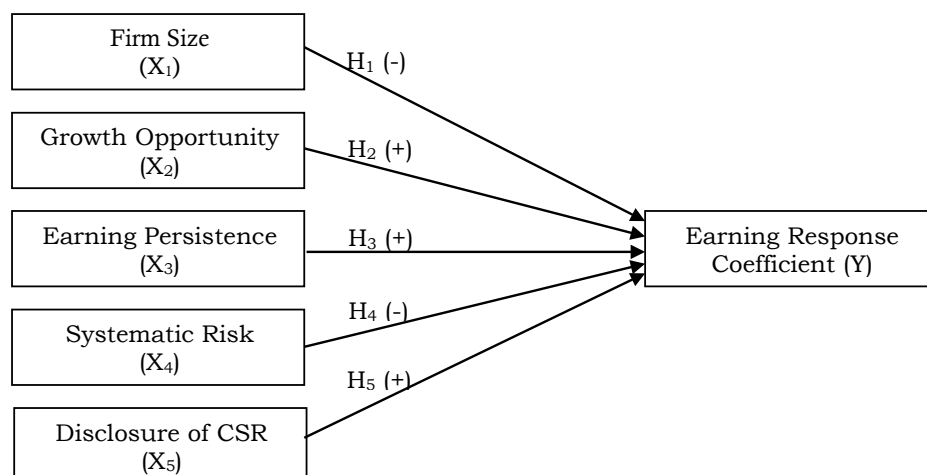 Firm Size
(X₁)
H₁ (-)
Growth Opportunity
(X₂)
H₂ (+)
Earning Persistence
(X₃)
H₃ (+)
Earning Response
Coefficient (Y)
Systematic Risk
(X₄)
H₄ (-)
Disclosure of CSR
(X₅)
H₅ (+)